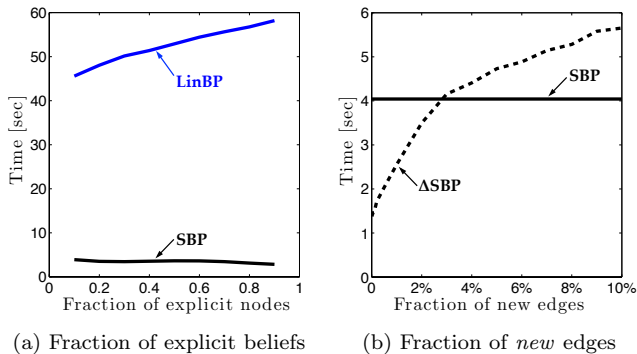 60
50
40
30
20
10
0
Time [sec]
LinBP
SBP
0
0.2
0.4
0.6
0.8
1
Fraction of explicit nodes
(a) Fraction of explicit beliefs
6
5
4
3
2
1
0
Time [sec]
SBP
ΔSBP
0
2%
4%
6%
8%
10%
Fraction of new edges
(b) Fraction of new edges